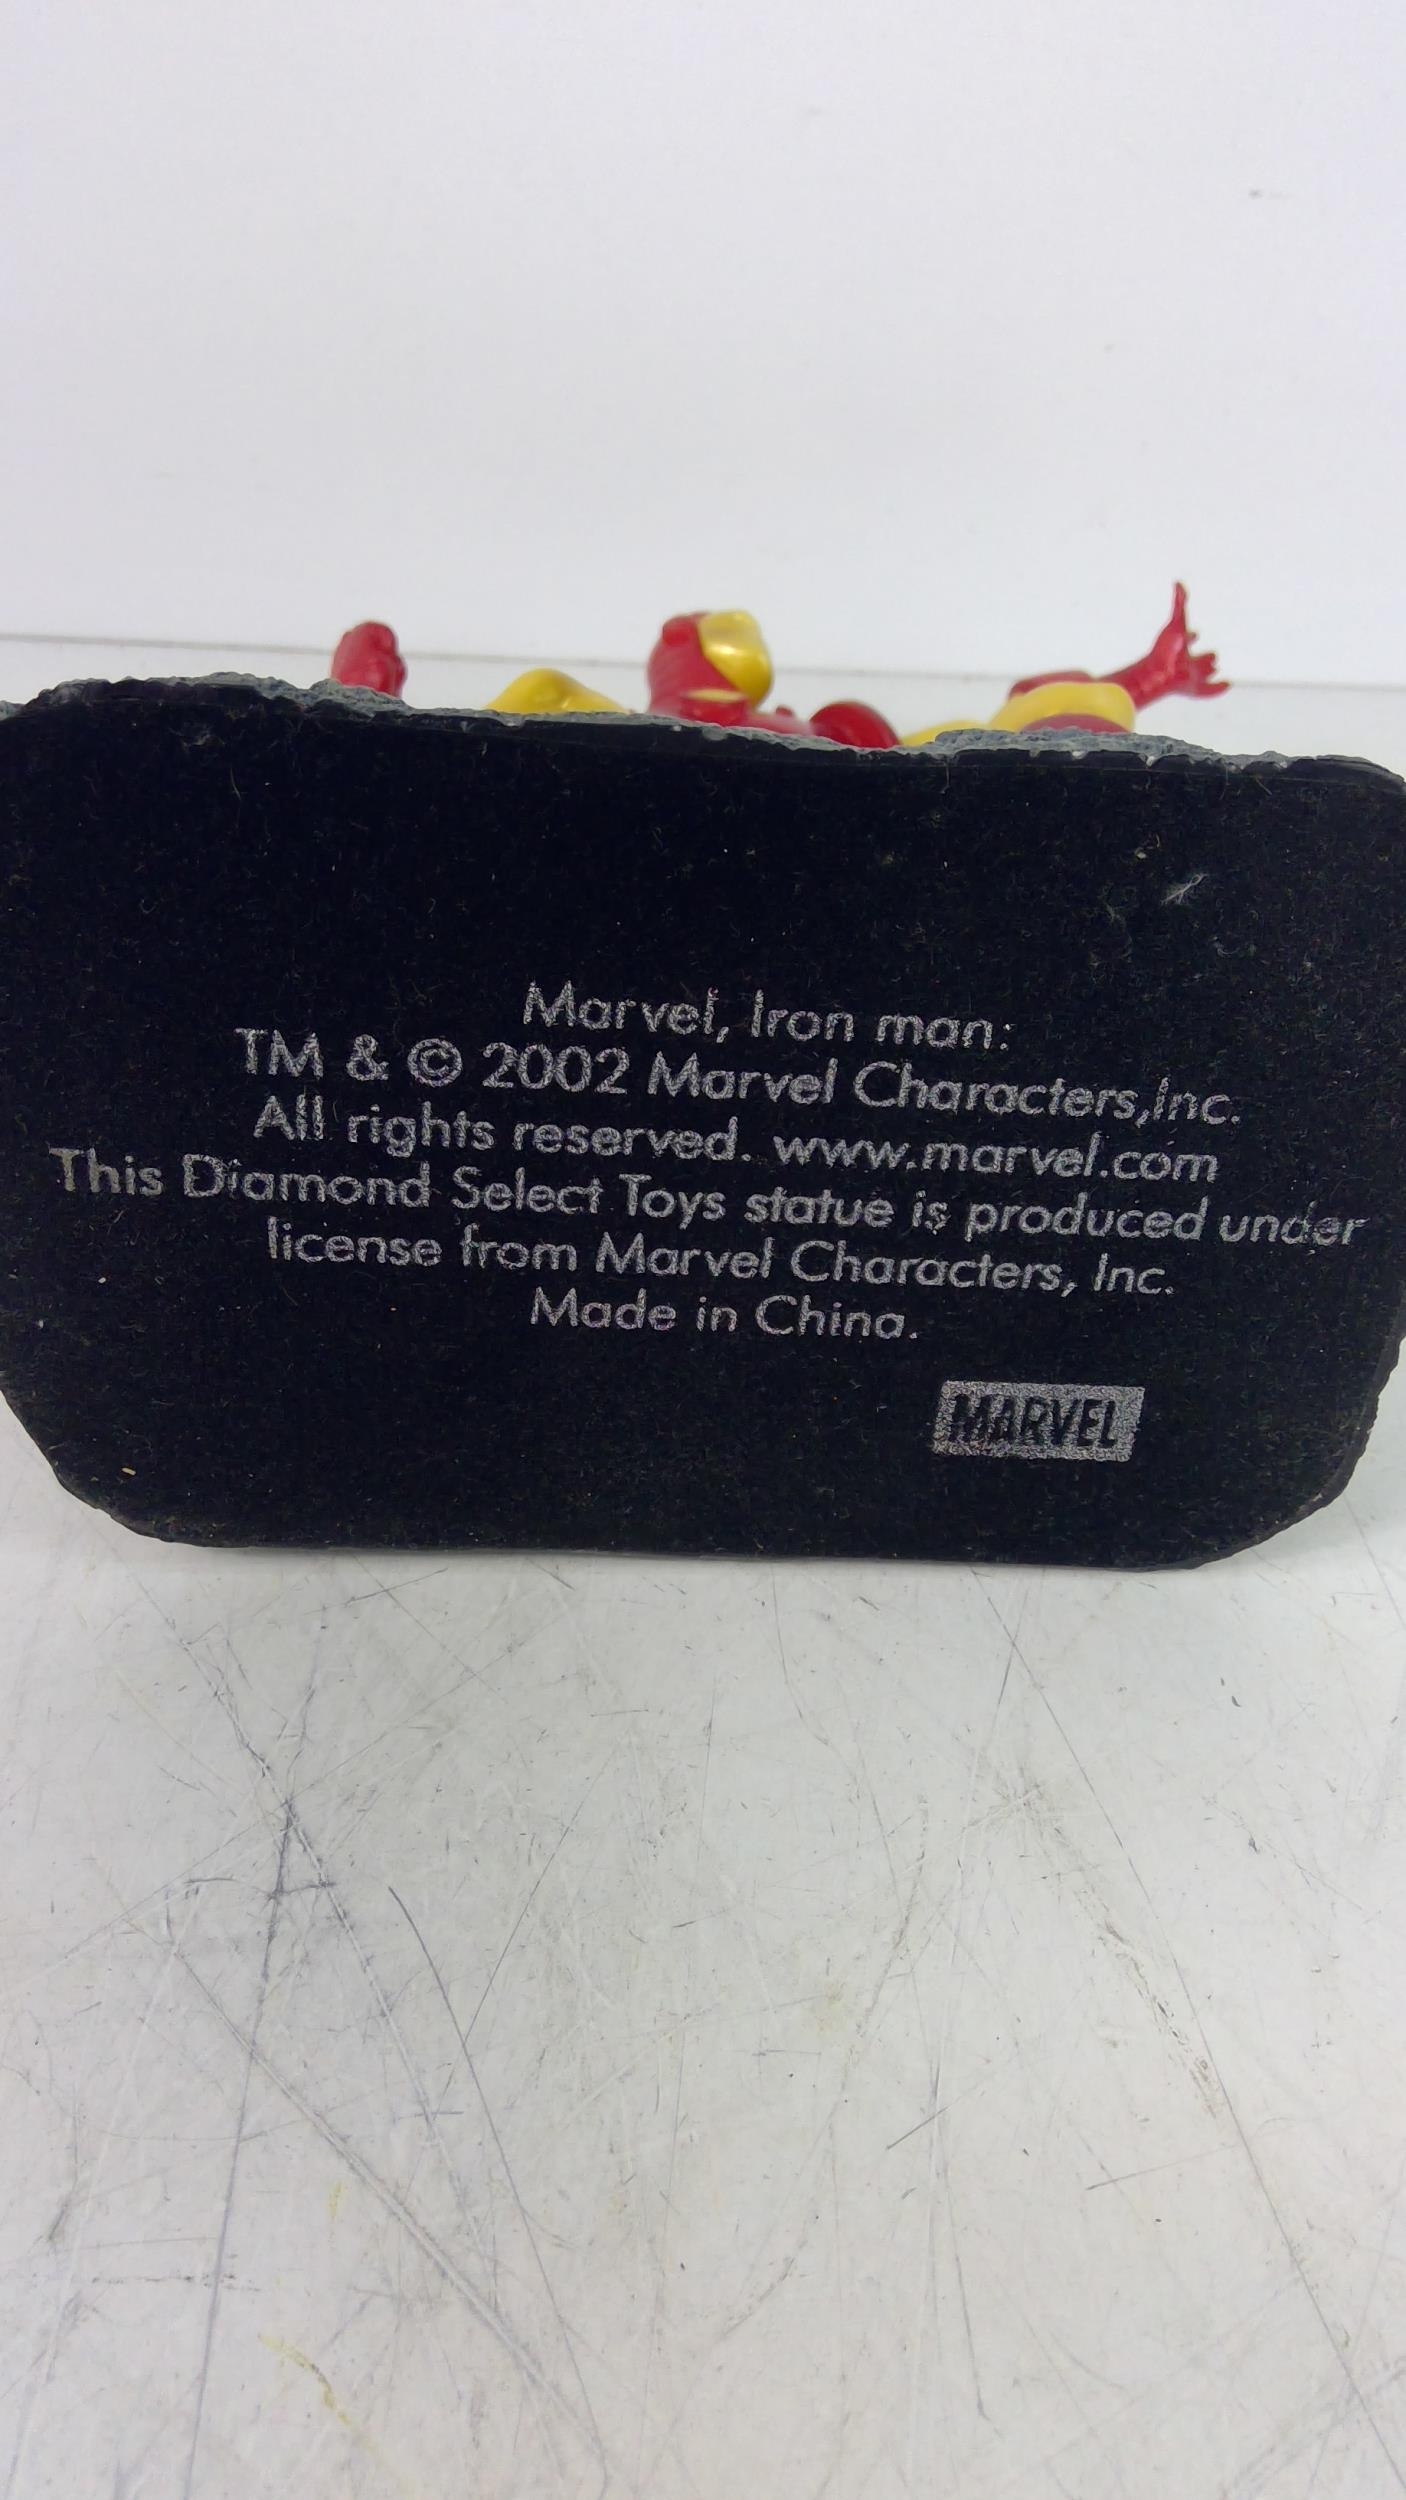 Marvel, Iron man:
TM & © 2002 Marvel Characters,Inc.
All rights reserved. www.marvel.com
This Diamond Select Toys statue is produced under
license from Marvel Characters, Inc.
Made in China.
MARVEL